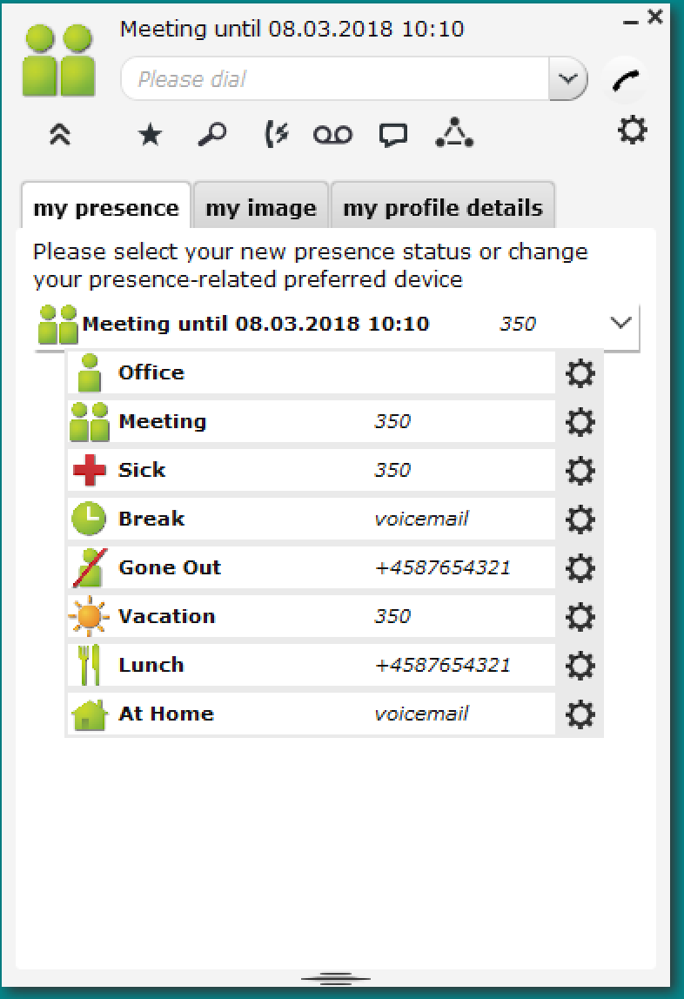 Meeting until 08.03.2018 10:10
Please dial
my presence my image my profile details
Please select your new presence status or change
your presence-related preferred device
Meeting until 08.03.2018 10:10 350
Office
Meeting 350
Sick 350
Break voicemail
Gone Out +4587654321
Vacation 350
Lunch +4587654321
At Home voicemail